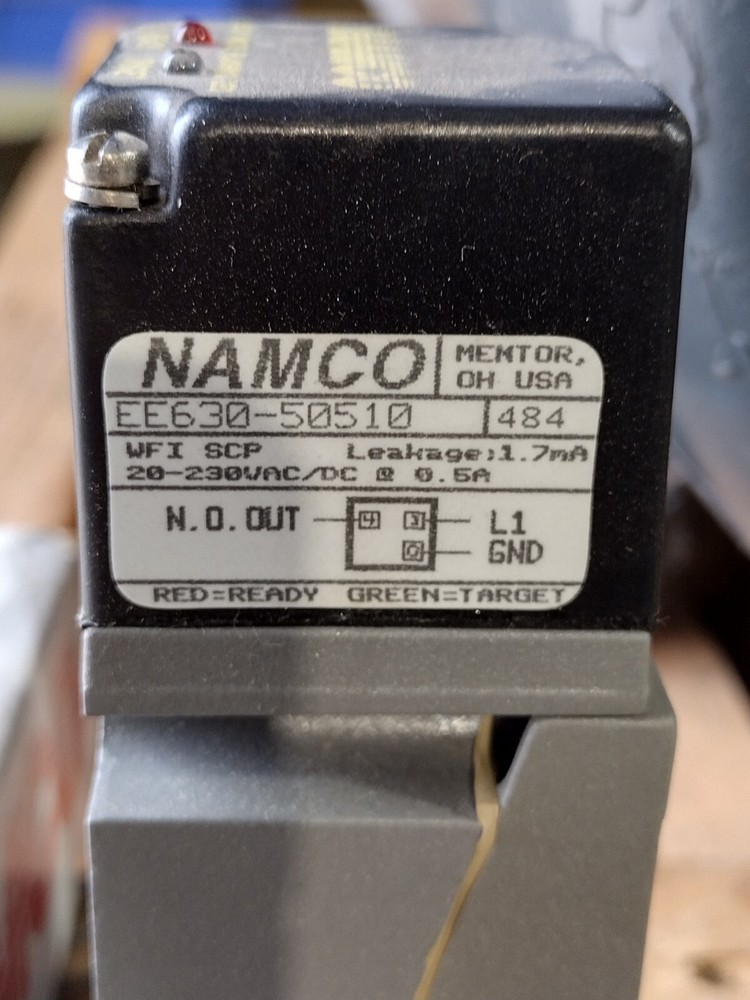 NAMCO
MENTOR,
OH USA
EE630-50510
484
WFI SCP Leakage:1.7mA
20-230VAC/DC @ 0.5A
N.O.OUT 4 3 L1
GND
RED=READY GREEN=TARGET